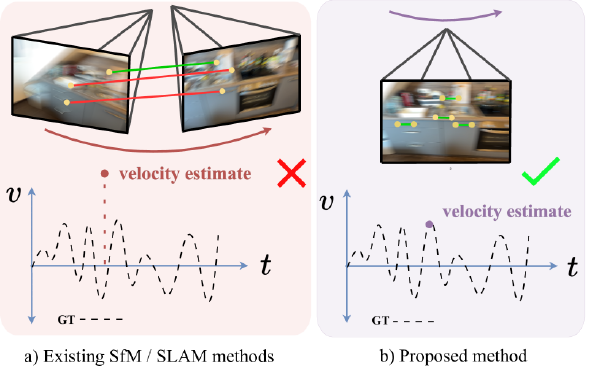 velocity estimate
v
t
GT
a) Existing SfM / SLAM methods
velocity estimate
v
t
GT
b) Proposed method